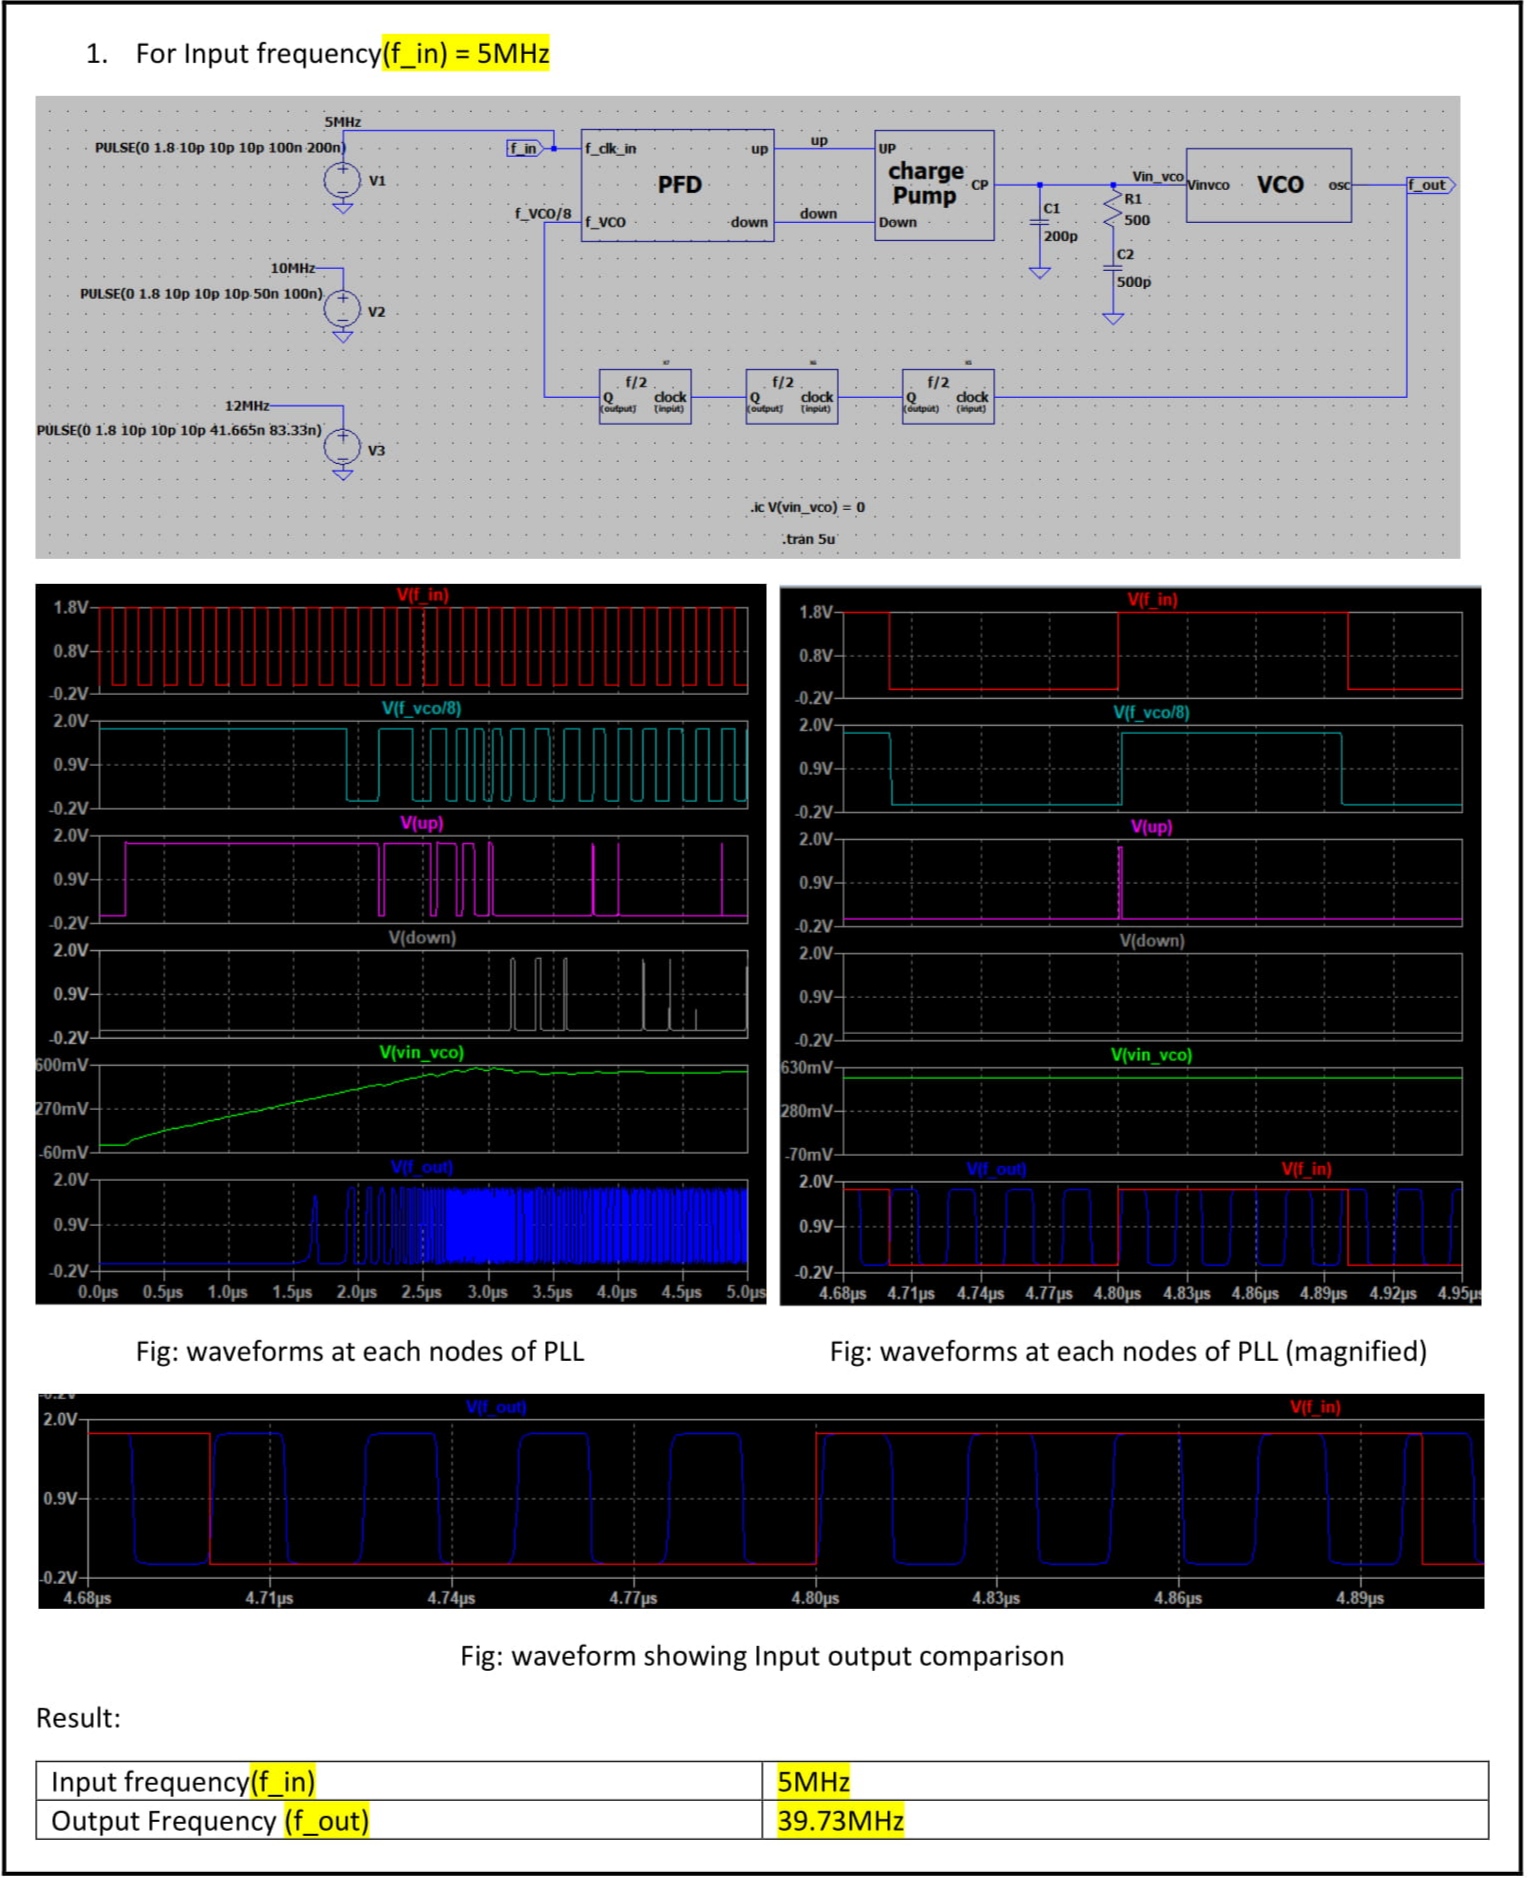 1. For Input frequency(f_in) = 5MHz
5MHz
PULSE(0 1.8 10p 10p 10p 100n 200n)
V1
10MHz
PULSE(0 1.8 10p 10p 10p 50n 100n)
V2
12MHz
PULSE(0 1.8 10p 10p 10p 41.665n 83.33n)
V3
f_in
f_clk_in
up
PFD
f_VCO/8
f_VCO
down
up
down
UP
charge
Pump
CP
Down
C1
200p
R1
500
C2
500p
Vin_vco
Vinvco
VCO
osc
f_out
f/2
Q
(output)
clock
(input)
f/2
Q
(output)
clock
(input)
f/2
Q
(output)
clock
(input)
.ic V(vin_vco) = 0
.tran 5u
V(f_in)
1.8V
0.8V
-0.2V
V(f_vco/8)
2.0V
0.9V
-0.2V
V(up)
2.0V
0.9V
-0.2V
V(down)
2.0V
0.9V
-0.2V
V(vin_vco)
600mV
270mV
-60mV
V(f_out)
2.0V
0.9V
-0.2V
0.0µs 0.5µs 1.0µs 1.5µs 2.0µs 2.5µs 3.0µs 3.5µs 4.0µs 4.5µs 5.0µs
V(f_in)
1.8V
0.8V
-0.2V
V(f_vco/8)
2.0V
0.9V
-0.2V
V(up)
2.0V
0.9V
-0.2V
V(down)
2.0V
0.9V
-0.2V
V(vin_vco)
630mV
280mV
-70mV
V(f_out) V(f_in)
2.0V
0.9V
-0.2V
4.68µs 4.71µs 4.74µs 4.77µs 4.80µs 4.83µs 4.86µs 4.89µs 4.92µs 4.95µs
Fig: waveforms at each nodes of PLL
Fig: waveforms at each nodes of PLL (magnified)
V(f_out) V(f_in)
2.0V
0.9V
-0.2V
4.68µs 4.71µs 4.74µs 4.77µs 4.80µs 4.83µs 4.86µs 4.89µs
Fig: waveform showing Input output comparison
Result:
Input frequency(f_in) 5MHz
Output Frequency (f_out) 39.73MHz